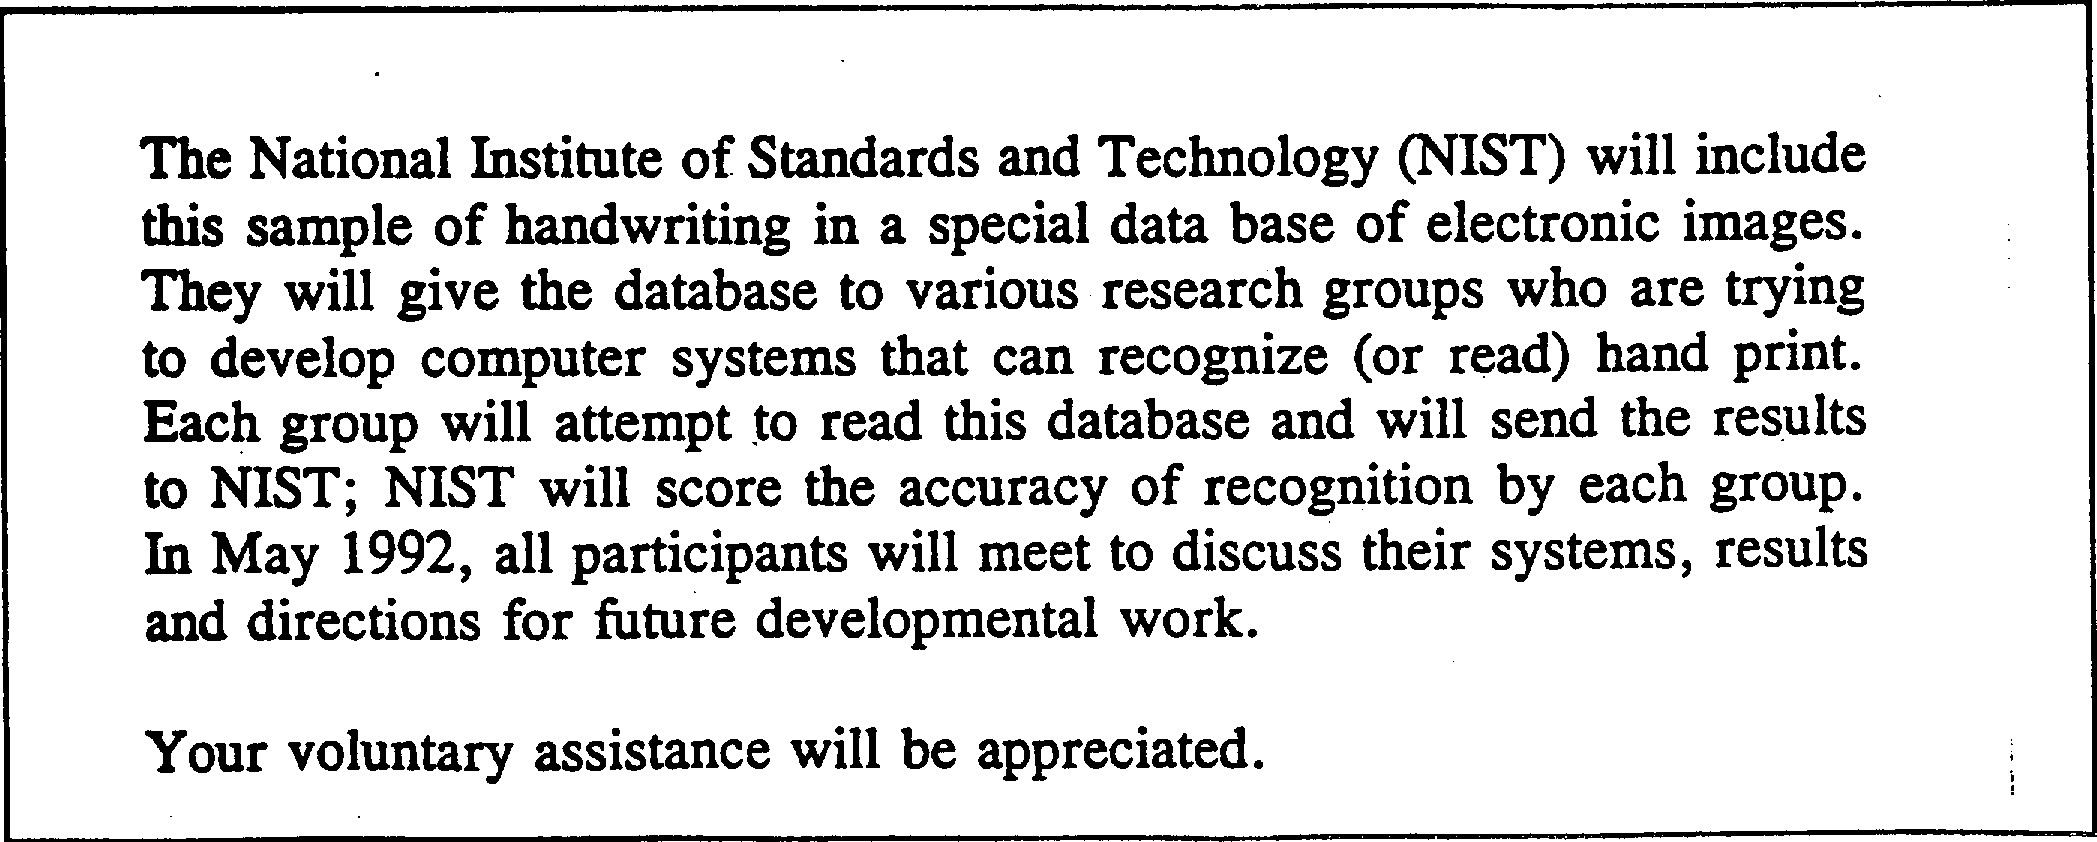 The National Institute of Standards and Technology (NIST) will include
this sample of handwriting in a special data base of electronic images.
They will give the database to various research groups who are trying
to develop computer systems that can recognize (or read) hand print.
Each group will attempt to read this database and will send the results
to NIST; NIST will score the accuracy of recognition by each group.
In May 1992, all participants will meet to discuss their systems, results
and directions for future developmental work.
Your voluntary assistance will be appreciated.